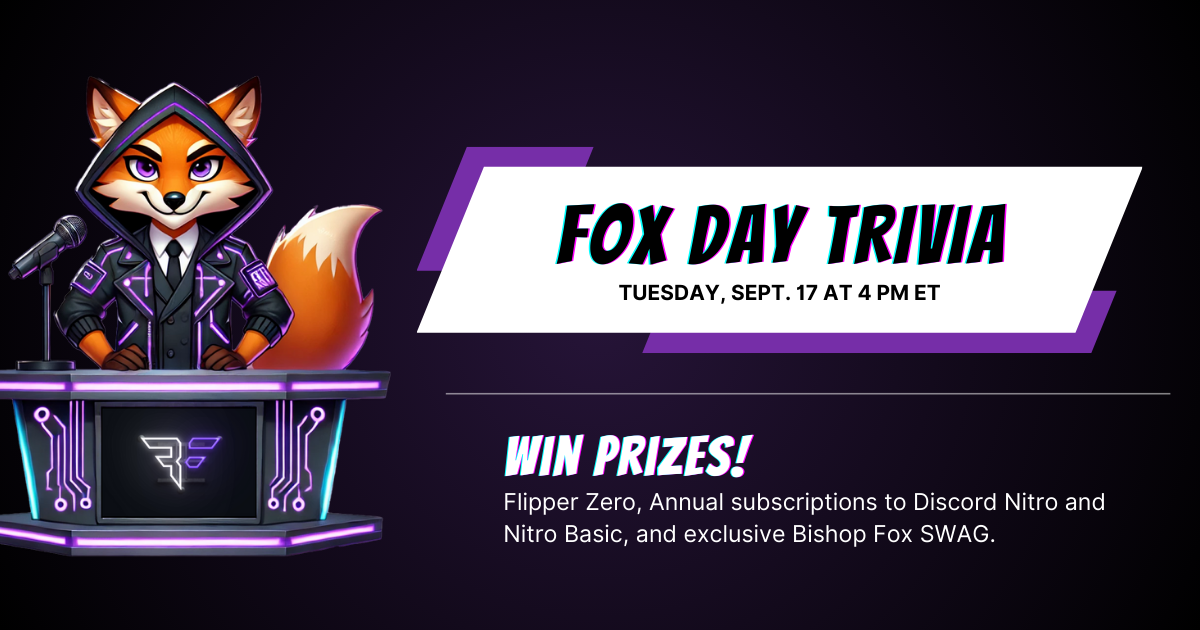 FOX DAY TRIVIA
TUESDAY, SEPT. 17 AT 4 PM ET
WIN PRIZES!
Flipper Zero, Annual subscriptions to Discord Nitro and
Nitro Basic, and exclusive Bishop Fox SWAG.